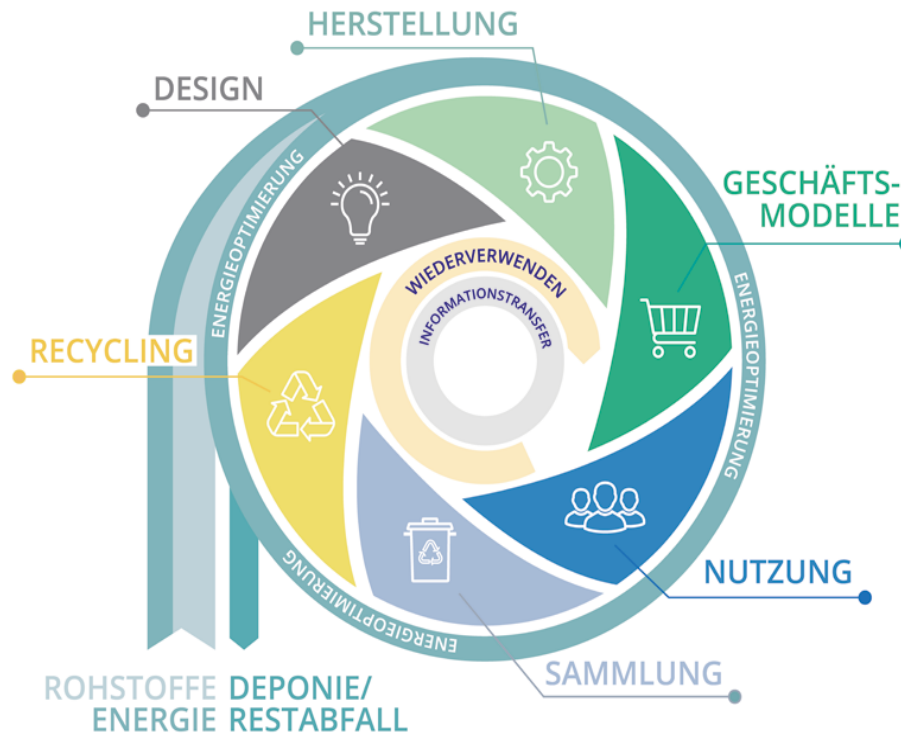 HERSTELLUNG
DESIGN
GESCHÄFTS-
MODELLE
ENERGIEOPTIMIERUNG
WIEDERVERWENDEN
INFORMATIONSTRANSFER
ENERGIEOPTIMIERUNG
RECYCLING
ENERGIEOPTIMIERUNG
ENERGIEOPTIMIERUNG
NUTZUNG
SAMMLUNG
ROHSTOFFE
ENERGIE
DEPONIE/
RESTABFALL